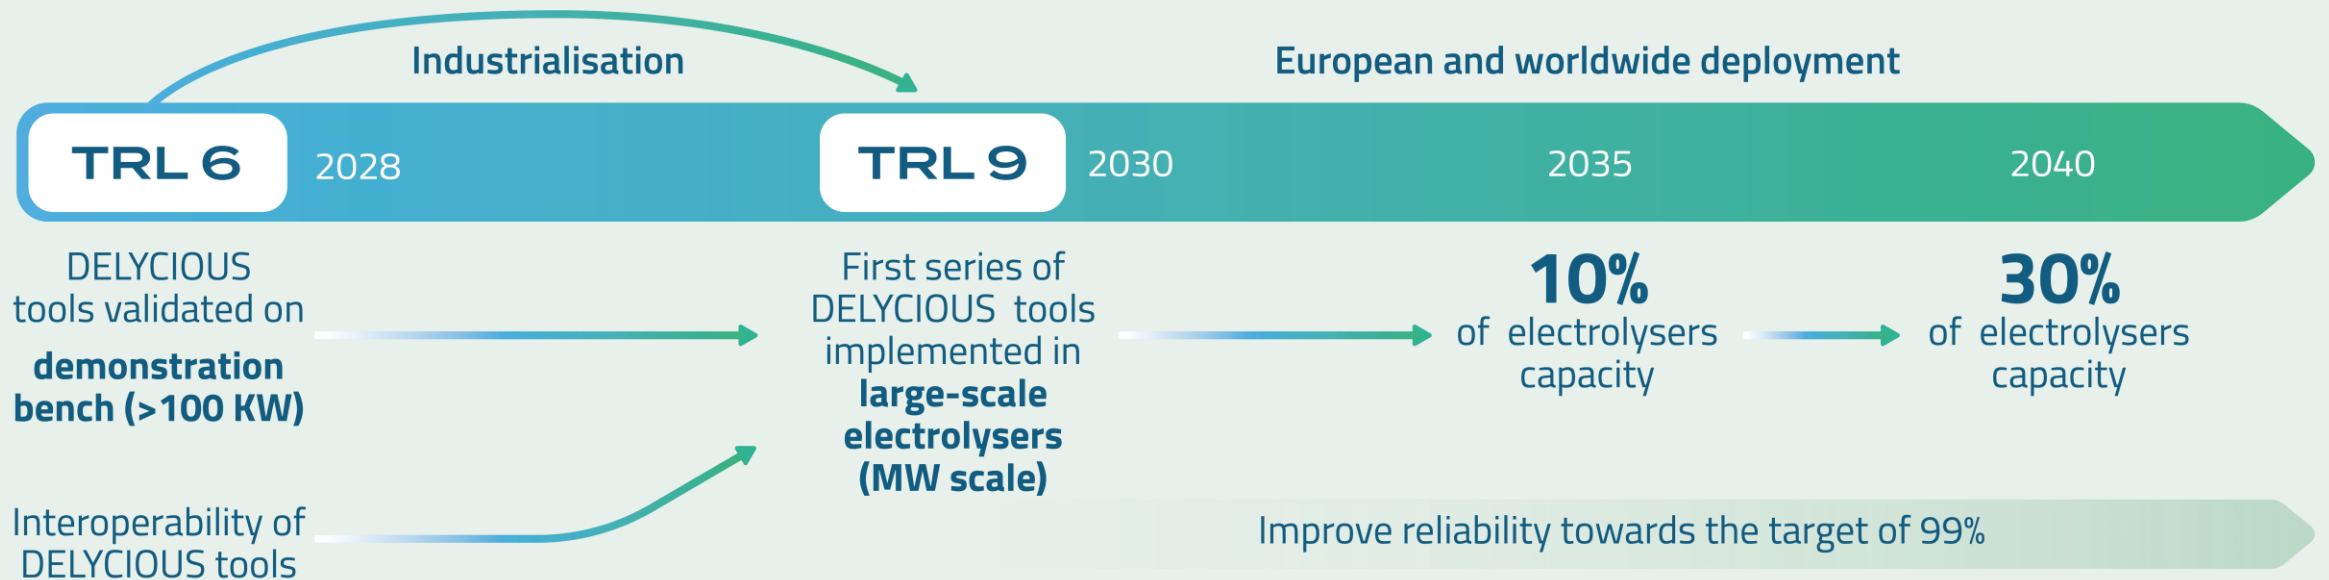 Industrialisation
European and worldwide deployment
TRL 6
2028
TRL 9
2030
2035
2040
DELYCIOUS
tools validated on
demonstration
bench (>100 KW)
First series of
DELYCIOUS tools
implemented in
large-scale
electrolysers
(MW scale)
10%
of electrolysers
capacity
30%
of electrolysers
capacity
Interoperability of
DELYCIOUS tools
Improve reliability towards the target of 99%